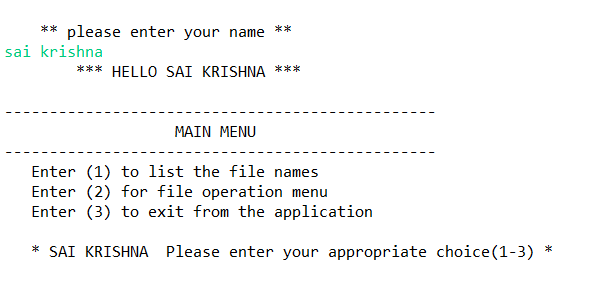 ** please enter your name **
sai krishna
*** HELLO SAI KRISHNA ***
------------------------------------------------
MAIN MENU
------------------------------------------------
Enter (1) to list the file names
Enter (2) for file operation menu
Enter (3) to exit from the application
* SAI KRISHNA  Please enter your appropriate choice(1-3) *